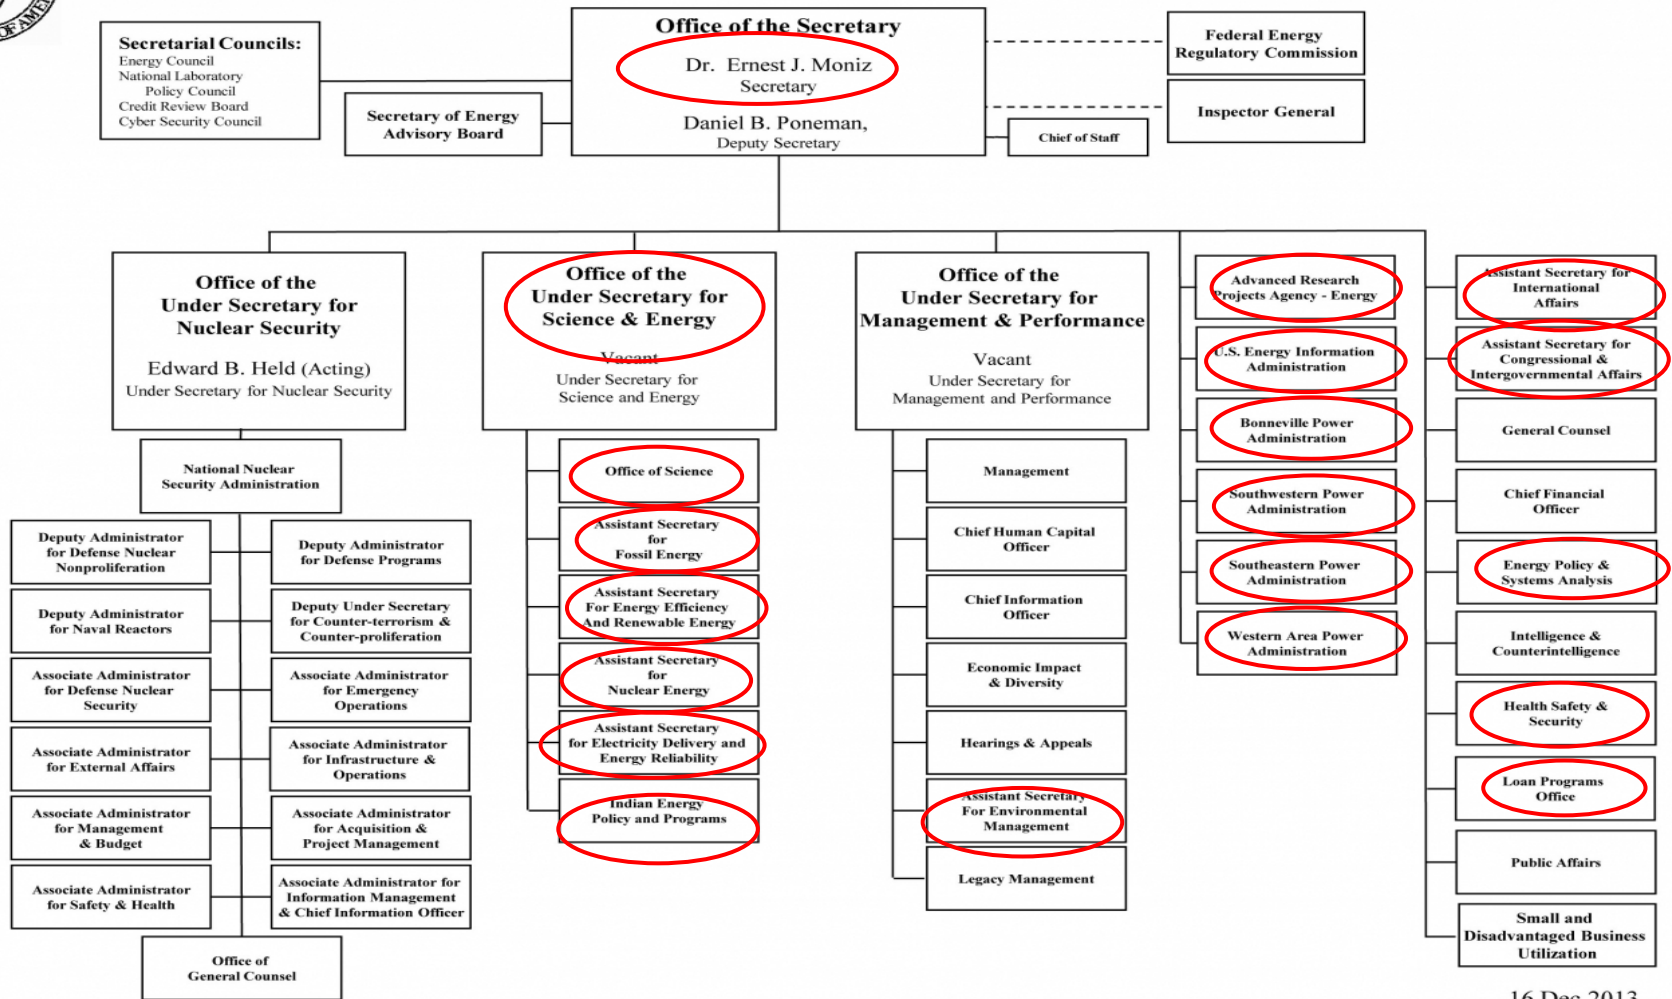 OF AMER
Secretarial Councils:
Energy Council
National Laboratory
Policy Council
Credit Review Board
Cyber Security Council
Secretary of Energy
Advisory Board
Office of the Secretary
Dr. Ernest J. Moniz
Secretary
Daniel B. Poneman,
Deputy Secretary
Chief of Staff
Federal Energy
Regulatory Commission
Inspector General
Office of the
Under Secretary for
Nuclear Security
Edward B. Held (Acting)
Under Secretary for Nuclear Security
National Nuclear
Security Administration
Deputy Administrator
for Defense Nuclear
Nonproliferation
Deputy Administrator
for Defense Programs
Deputy Administrator
for Naval Reactors
Deputy Under Secretary
for Counter-terrorism &
Counter-proliferation
Associate Administrator
for Defense Nuclear
Security
Associate Administrator
for Emergency
Operations
Associate Administrator
for External Affairs
Associate Administrator
for Infrastructure &
Operations
Associate Administrator
for Management
& Budget
Associate Administrator
for Acquisition &
Project Management
Associate Administrator
for Safety & Health
Associate Administrator for
Information Management
& Chief Information Officer
Office of
General Counsel
Office of the
Under Secretary for
Science & Energy
Vacant
Under Secretary for
Science and Energy
Office of Science
Assistant Secretary
for
Fossil Energy
Assistant Secretary
For Energy Efficiency
And Renewable Energy
Assistant Secretary
for
Nuclear Energy
Assistant Secretary
for Electricity Delivery and
Energy Reliability
Indian Energy
Policy and Programs
Office of the
Under Secretary for
Management & Performance
Vacant
Under Secretary for
Management and Performance
Management
Chief Human Capital
Officer
Chief Information
Officer
Economic Impact
& Diversity
Hearings & Appeals
Assistant Secretary
For Environmental
Management
Legacy Management
Advanced Research
Projects Agency - Energy
U.S. Energy Information
Administration
Bonneville Power
Administration
Southwestern Power
Administration
Southeastern Power
Administration
Western Area Power
Administration
Assistant Secretary for
International
Affairs
Assistant Secretary for
Congressional &
Intergovernmental Affairs
General Counsel
Chief Financial
Officer
Energy Policy &
Systems Analysis
Intelligence &
Counterintelligence
Health Safety &
Security
Loan Programs
Office
Public Affairs
Small and
Disadvantaged Business
Utilization
16 Dec 2013